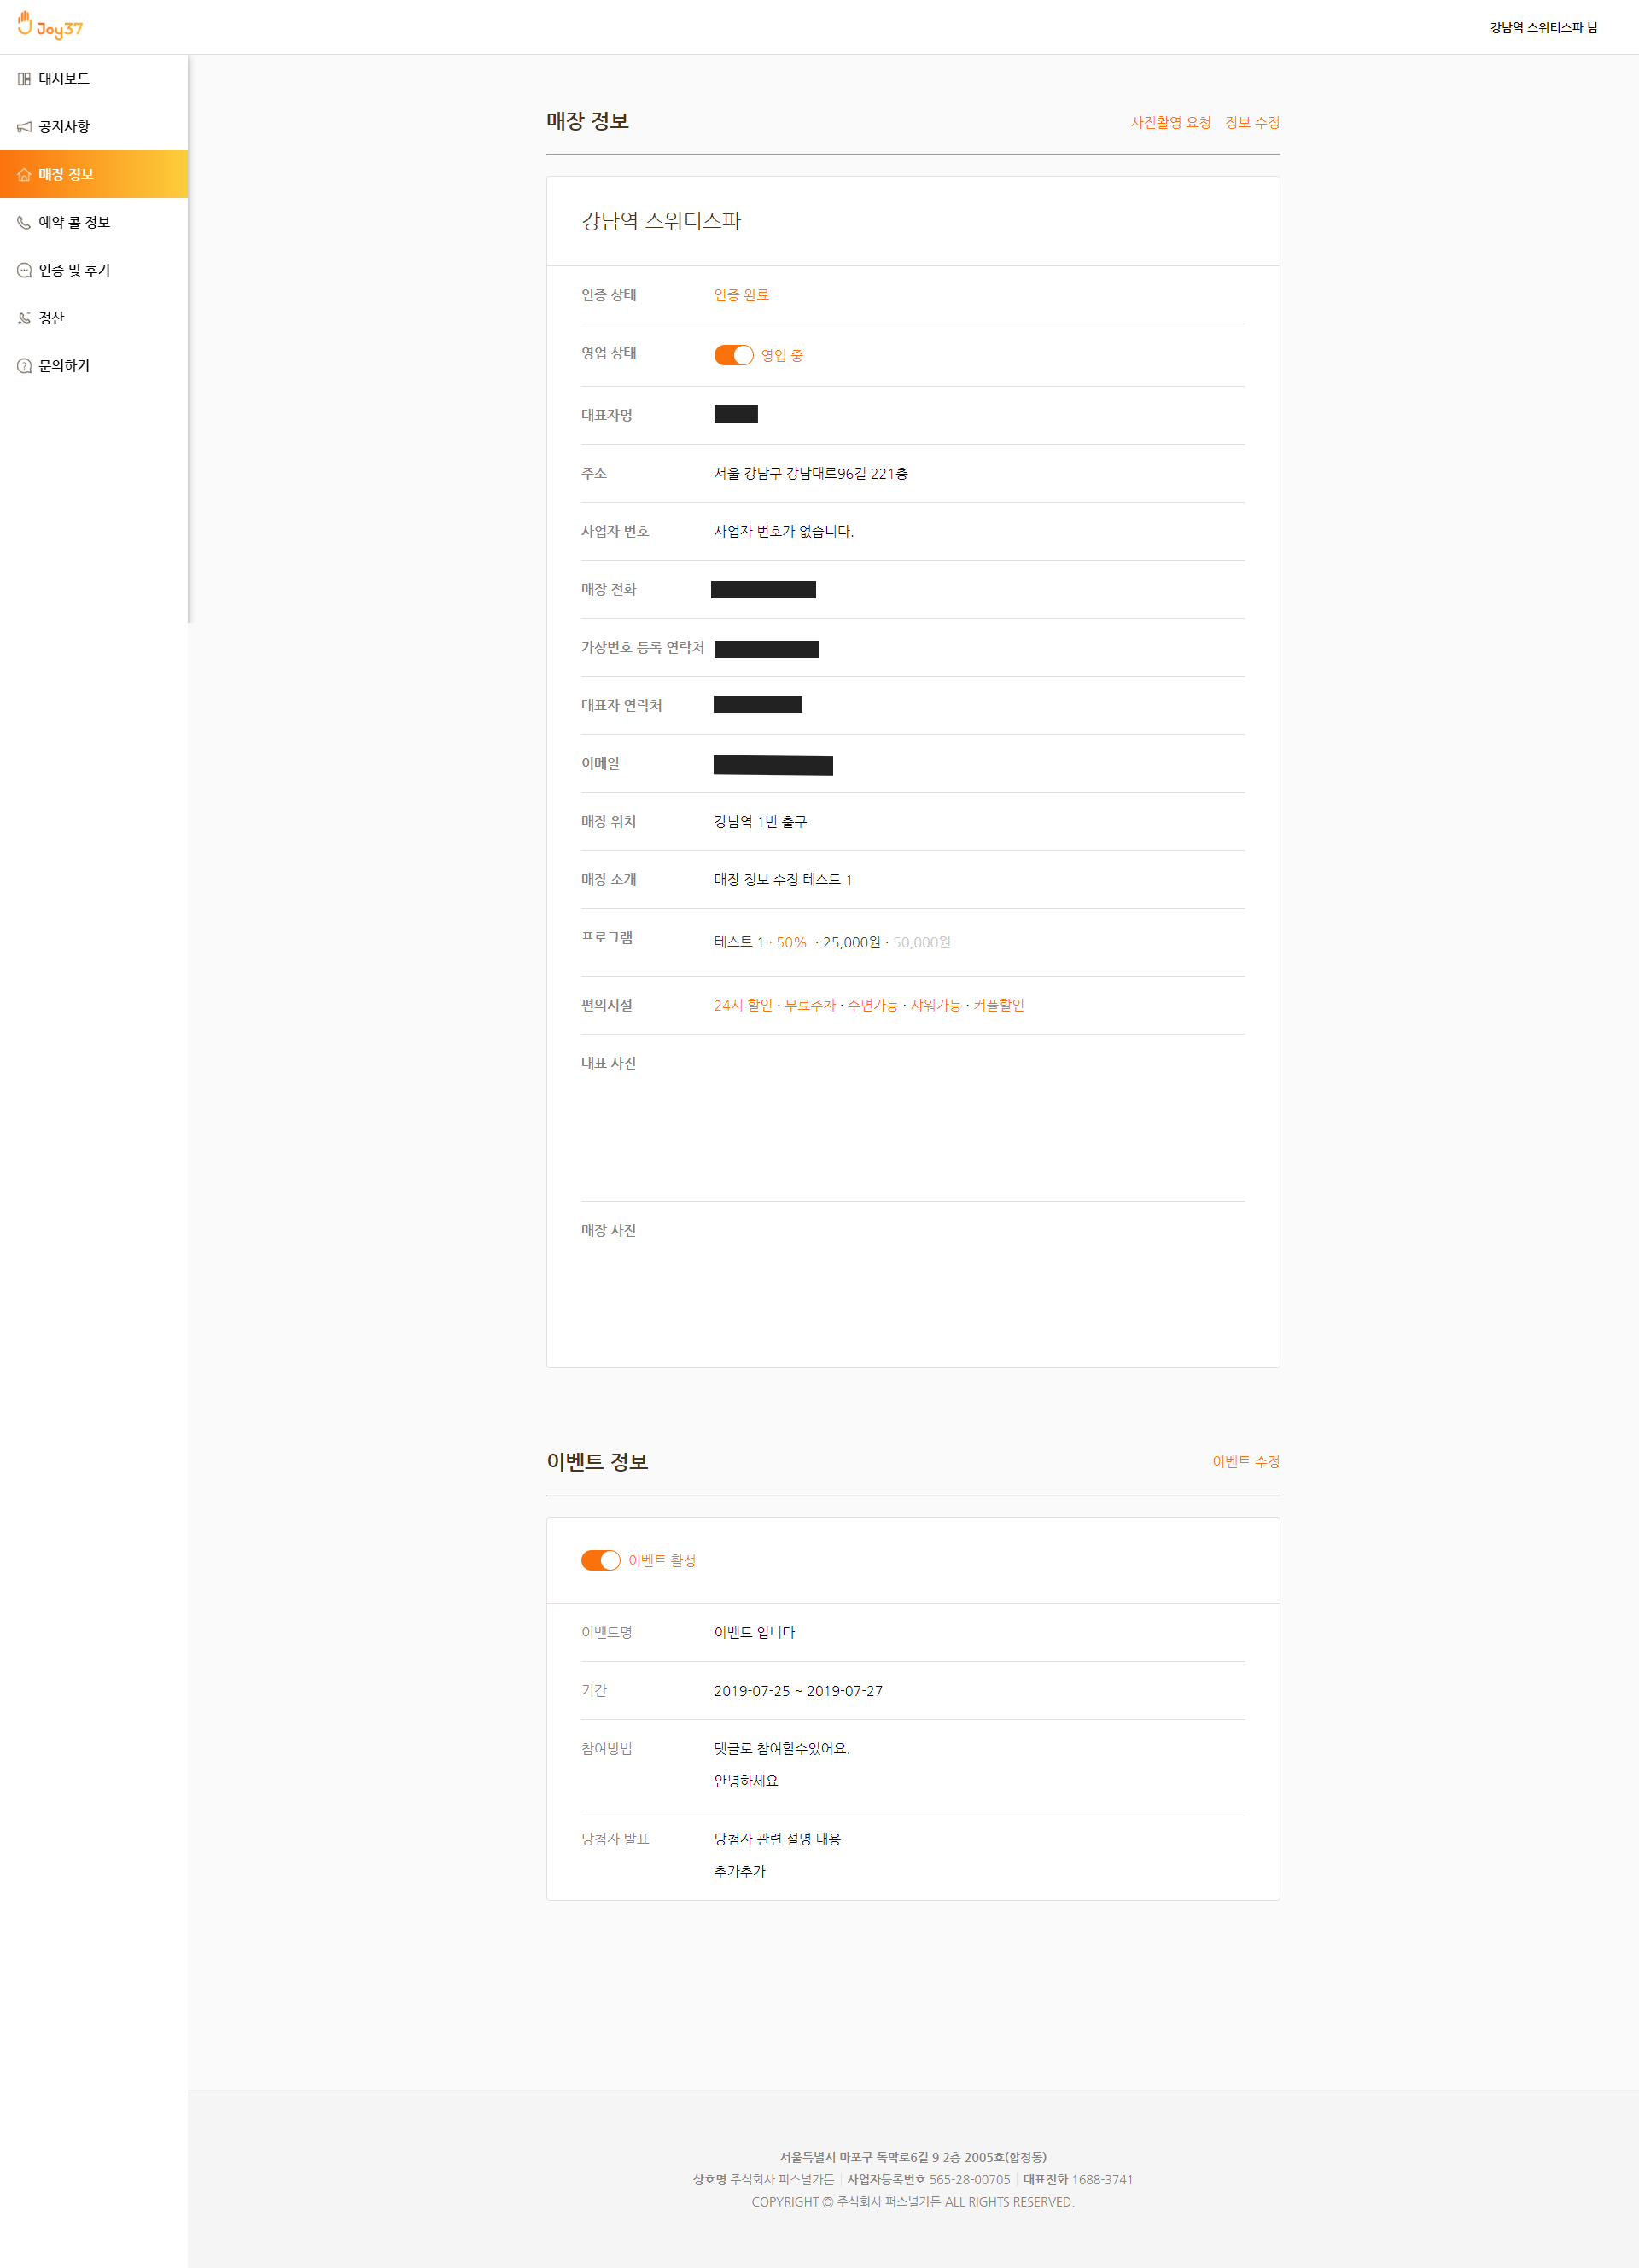 Joy37
강남역 스위티스파 님
대시보드
공지사항
매장 정보
예약 콜 정보
인증 및 후기
정산
문의하기
매장 정보
사진촬영 요청 정보 수정
강남역 스위티스파
인증 상태 인증 완료
영업 상태 영업 중
대표자명
주소 서울 강남구 강남대로96길 221층
사업자 번호 사업자 번호가 없습니다.
매장 전화
가상번호 등록 연락처
대표자 연락처
이메일
매장 위치 강남역 1번 출구
매장 소개 매장 정보 수정 테스트 1
프로그램 테스트 1 · 50% · 25,000원 · 50,000원
편의시설 24시 할인 · 무료주차 · 수면가능 · 샤워가능 · 커플할인
대표 사진
매장 사진
이벤트 정보
이벤트 수정
이벤트 활성
이벤트명 이벤트 입니다
기간 2019-07-25 ~ 2019-07-27
참여방법 댓글로 참여할수있어요.
안녕하세요
당첨자 발표 당첨자 관련 설명 내용
추가추가
서울특별시 마포구 독막로6길 9 2층 2005호(합정동)
상호명 주식회사 퍼스널가든 | 사업자등록번호 565-28-00705 | 대표전화 1688-3741
COPYRIGHT © 주식회사 퍼스널가든 ALL RIGHTS RESERVED.